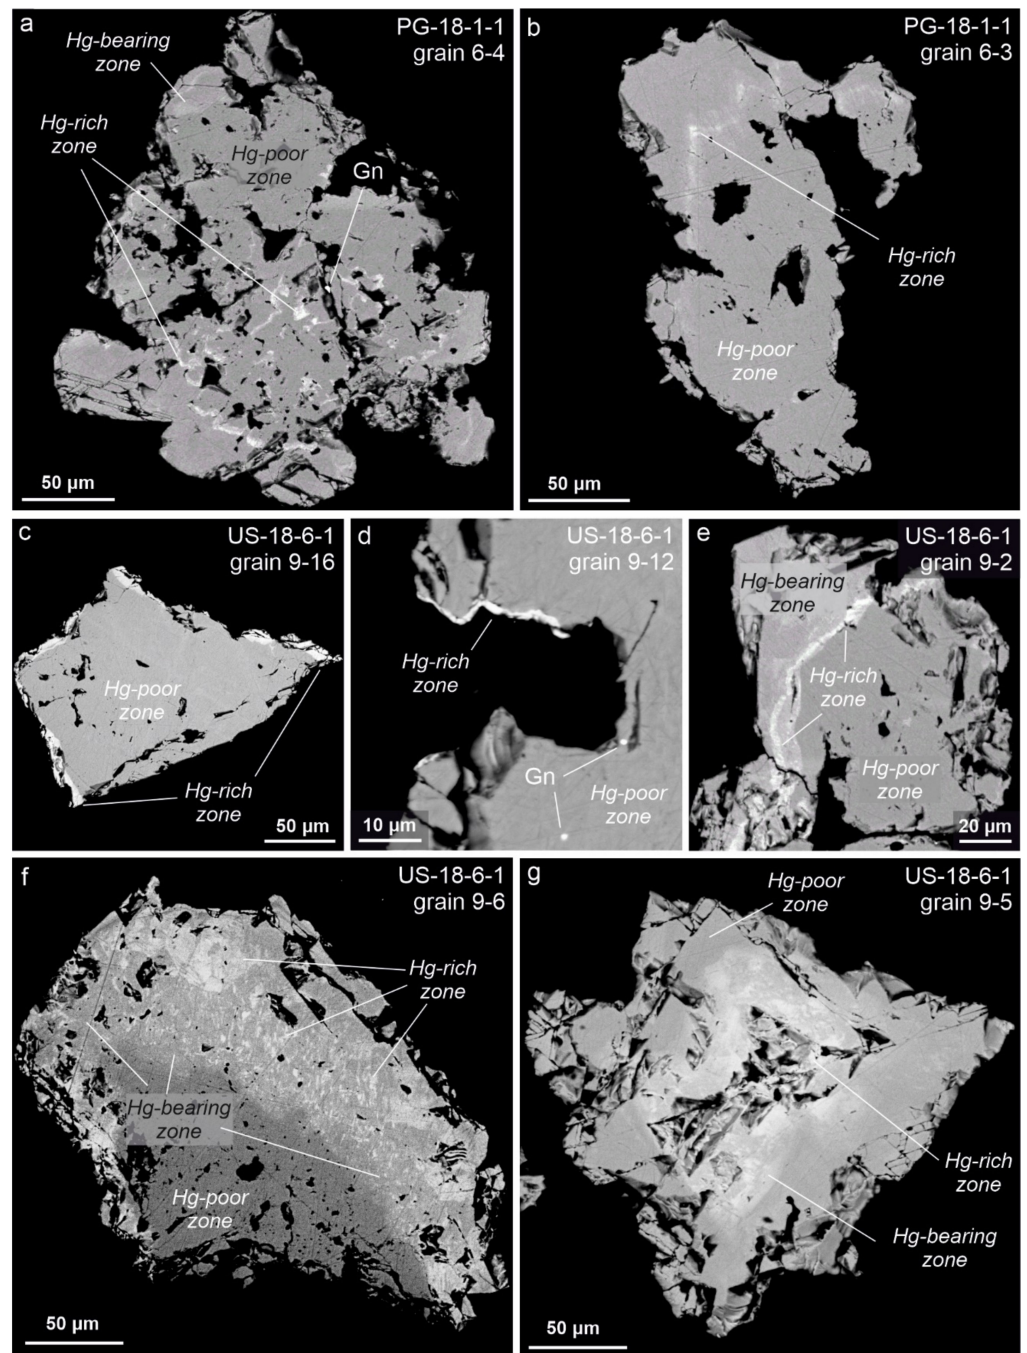 a
PG-18-1-1
grain 6-4
Hg-bearing
zone
Hg-rich
zone
Hg-poor
zone
Gn
50 µm
b
PG-18-1-1
grain 6-3
Hg-rich
zone
Hg-poor
zone
50 µm
c
US-18-6-1
grain 9-16
Hg-poor
zone
Hg-rich
zone
50 µm
d
US-18-6-1
grain 9-12
Hg-rich
zone
Gn
Hg-poor
zone
10 µm
e
US-18-6-1
grain 9-2
Hg-bearing
zone
Hg-rich
zone
Hg-poor
zone
20 µm
f
US-18-6-1
grain 9-6
Hg-rich
zone
Hg-bearing
zone
Hg-poor
zone
50 µm
g
US-18-6-1
grain 9-5
Hg-poor
zone
Hg-rich
zone
Hg-bearing
zone
50 µm